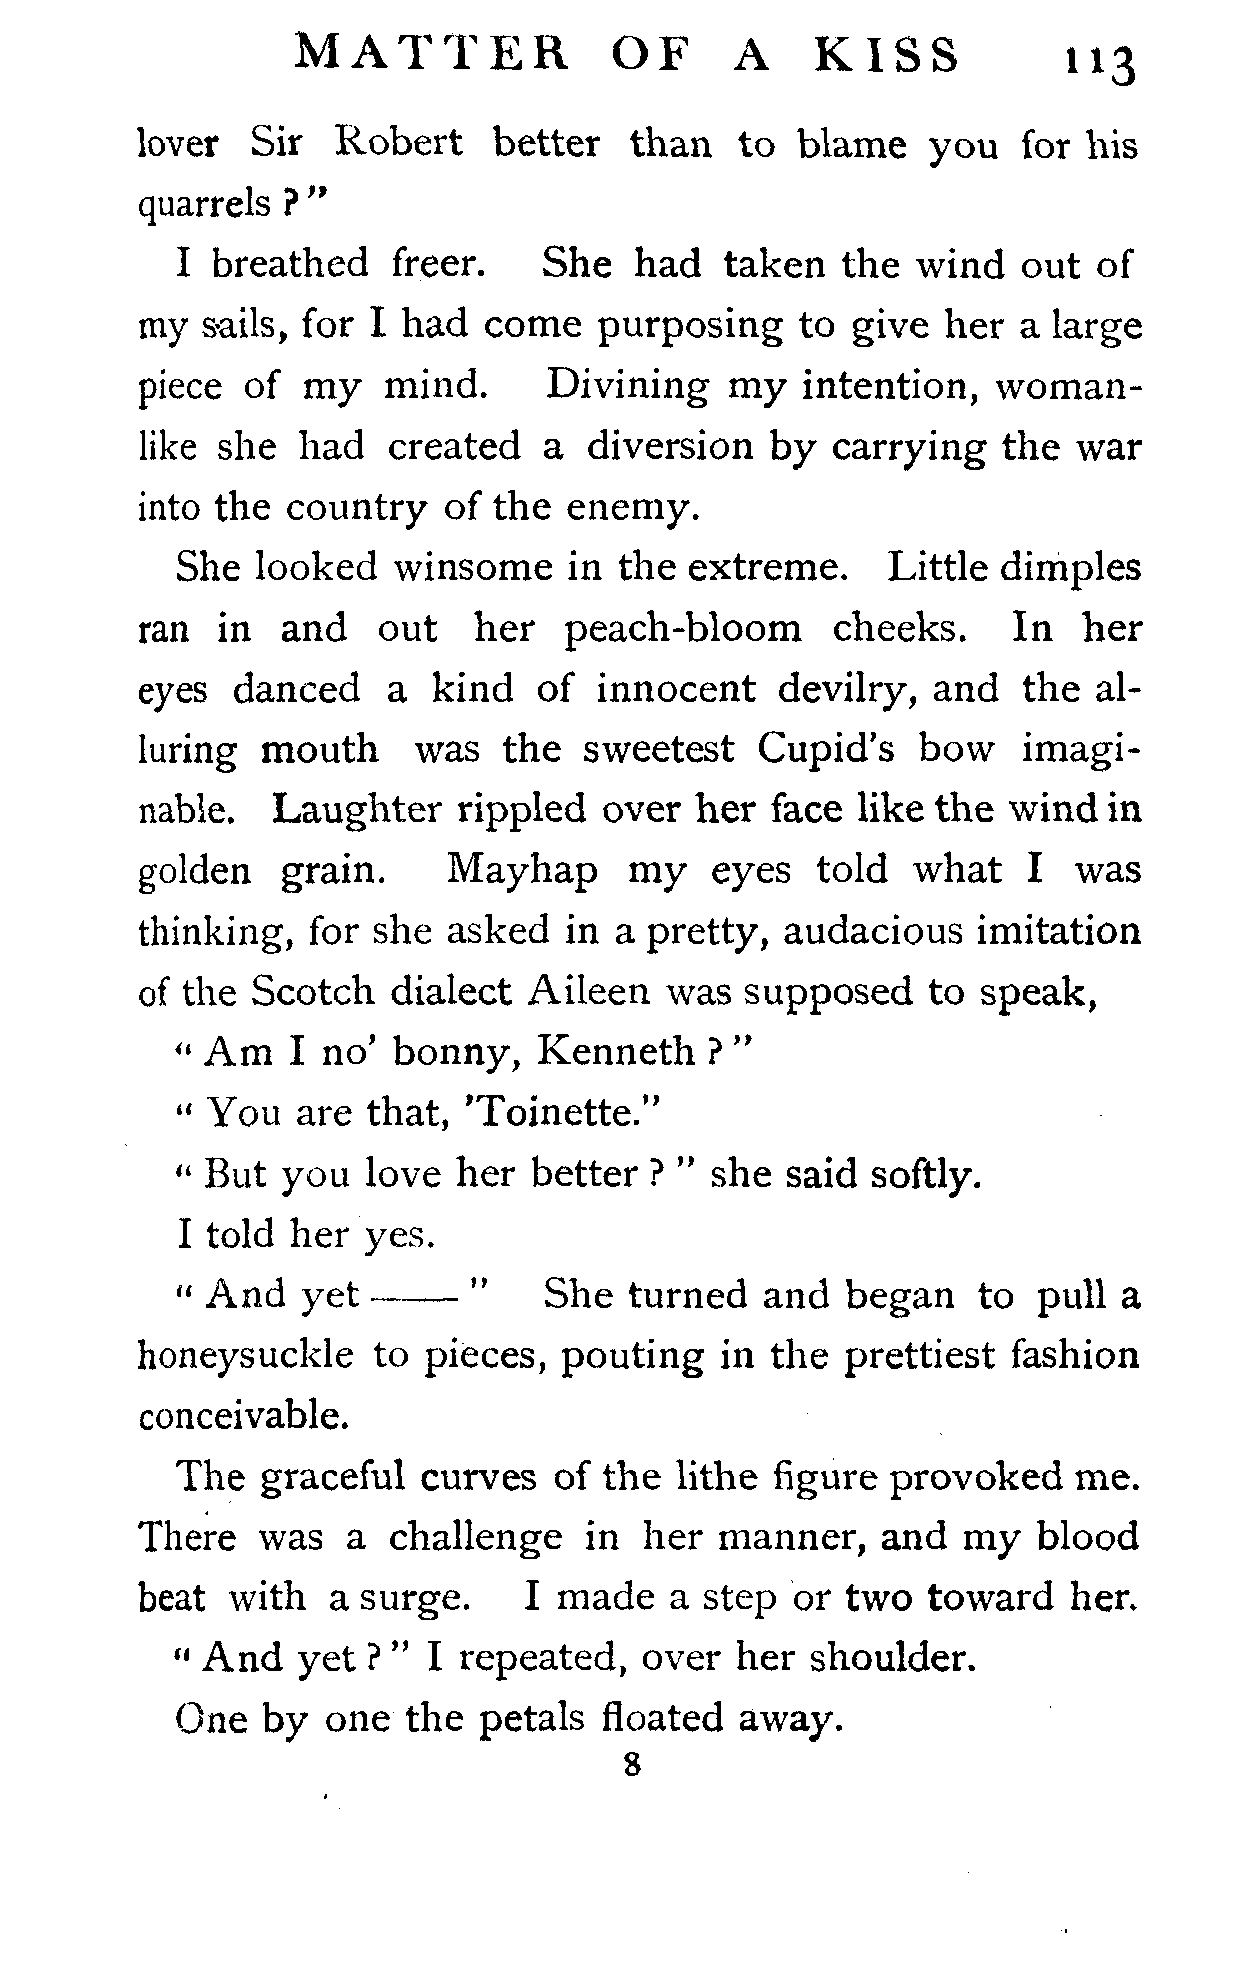 MATTER OF A KISS 113
lover Sir Robert better than to blame you for his
quarrels ?"
I breathed freer. She had taken the wind out of
my sails, for I had come purposing to give her a large
piece of my mind. Divining my intention, woman-
like she had created a diversion by carrying the war
into the country of the enemy.
She looked winsome in the extreme. Little dimples
ran in and out her peach-bloom cheeks. In her
eyes danced a kind of innocent devilry, and the al-
luring mouth was the sweetest Cupid's bow imagi-
nable. Laughter rippled over her face like the wind in
golden grain. Mayhap my eyes told what I was
thinking, for she asked in a pretty, audacious imitation
of the Scotch dialect Aileen was supposed to speak,
" Am I no' bonny, Kenneth ? "
" You are that, 'Toinette."
" But you love her better ? " she said softly.
I told her yes.
" And yet —— " She turned and began to pull a
honeysuckle to pieces, pouting in the prettiest fashion
conceivable.
The graceful curves of the lithe figure provoked me.
There was a challenge in her manner, and my blood
beat with a surge. I made a step or two toward her.
" And yet ? " I repeated, over her shoulder.
One by one the petals floated away.
8